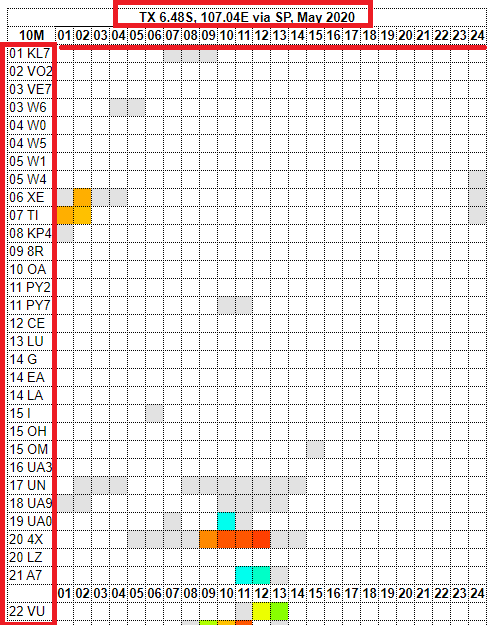 TX 6.48S, 107.04E via SP, May 2020
10M 01 02 03 04 05 06 07 08 09 10 11 12 13 14 15 16 17 18 19 20 21 22 23 24
01 KL7
02 VO2
03 VE7
03 W6
04 W0
04 W5
05 W1
05 W4
06 XE
07 TI
08 KP4
09 8R
10 OA
11 PY2
11 PY7
12 CE
13 LU
14 G
14 EA
14 LA
15 I
15 OH
15 OM
16 UA3
17 UN
18 UA9
19 UA0
20 4X
20 LZ
21 A7
01 02 03 04 05 06 07 08 09 10 11 12 13 14 15 16 17 18 19 20 21 22 23 24
22 VU